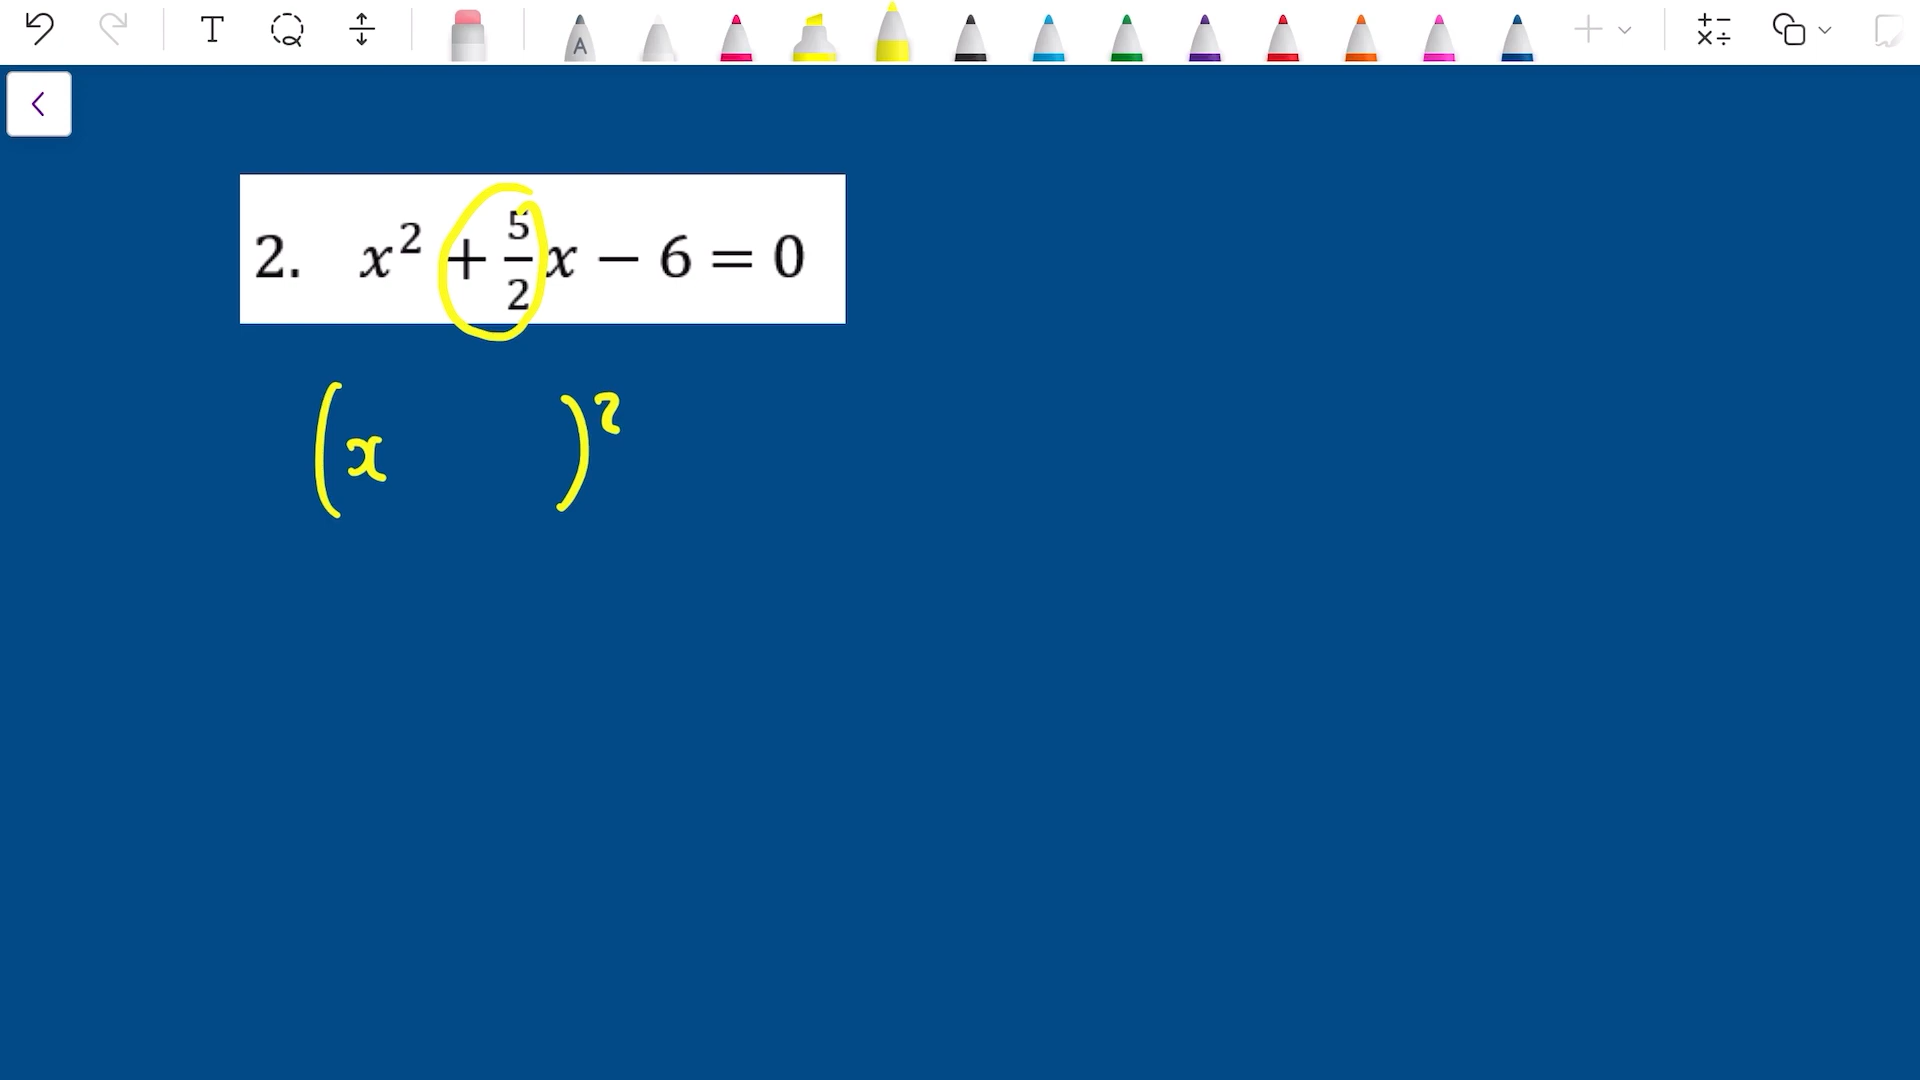 T
A
2. x² + 5/2 x − 6 = 0
(x )²